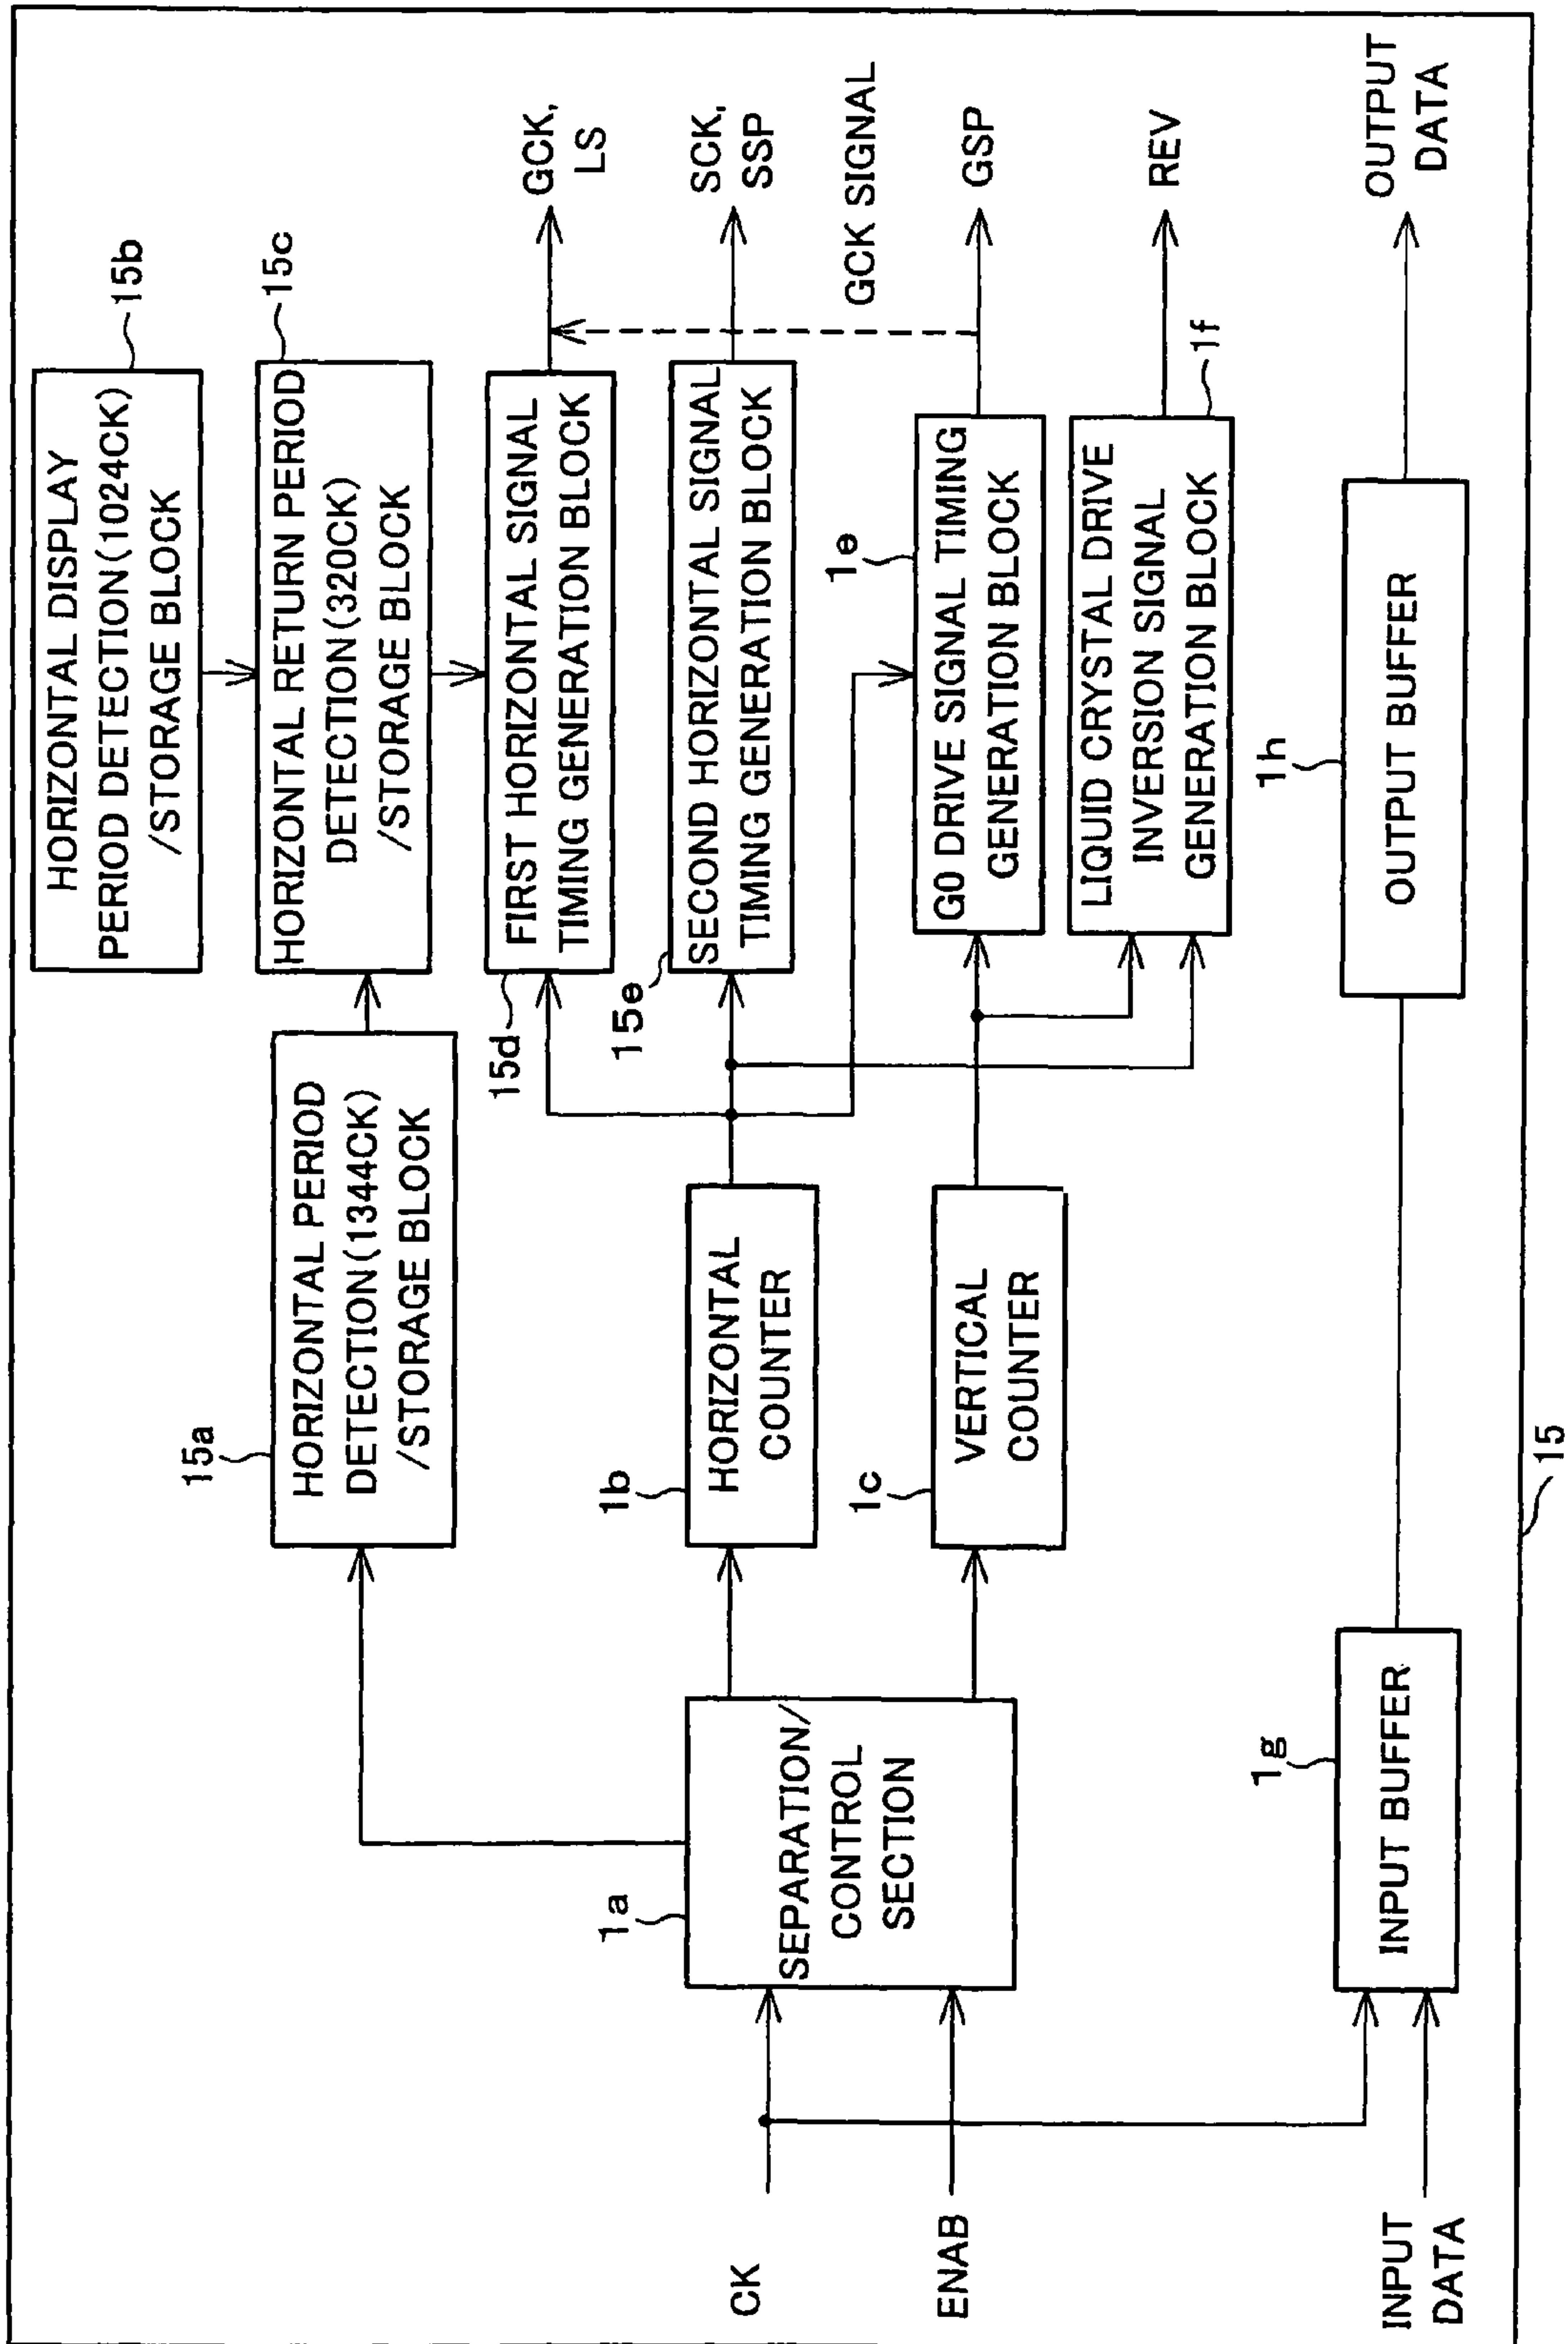 HORIZONTAL DISPLAY
PERIOD DETECTION(1024CK)
/STORAGE BLOCK
15b
15a
HORIZONTAL PERIOD
DETECTION(1344CK)
/STORAGE BLOCK
HORIZONTAL RETURN PERIOD
DETECTION(320CK)
/STORAGE BLOCK
15c
15d
FIRST HORIZONTAL SIGNAL
TIMING GENERATION BLOCK
GCK,
LS
1a
SEPARATION/
CONTROL
SECTION
1b
HORIZONTAL
COUNTER
15e
SECOND HORIZONTAL SIGNAL
TIMING GENERATION BLOCK
SCK,
SSP
CK
ENAB
1c
VERTICAL
COUNTER
1e
G0 DRIVE SIGNAL TIMING
GENERATION BLOCK
GCK SIGNAL
GSP
LIQUID CRYSTAL DRIVE
INVERSION SIGNAL
GENERATION BLOCK
1f
REV
INPUT
DATA
1g
INPUT BUFFER
1h
OUTPUT BUFFER
OUTPUT
DATA
15